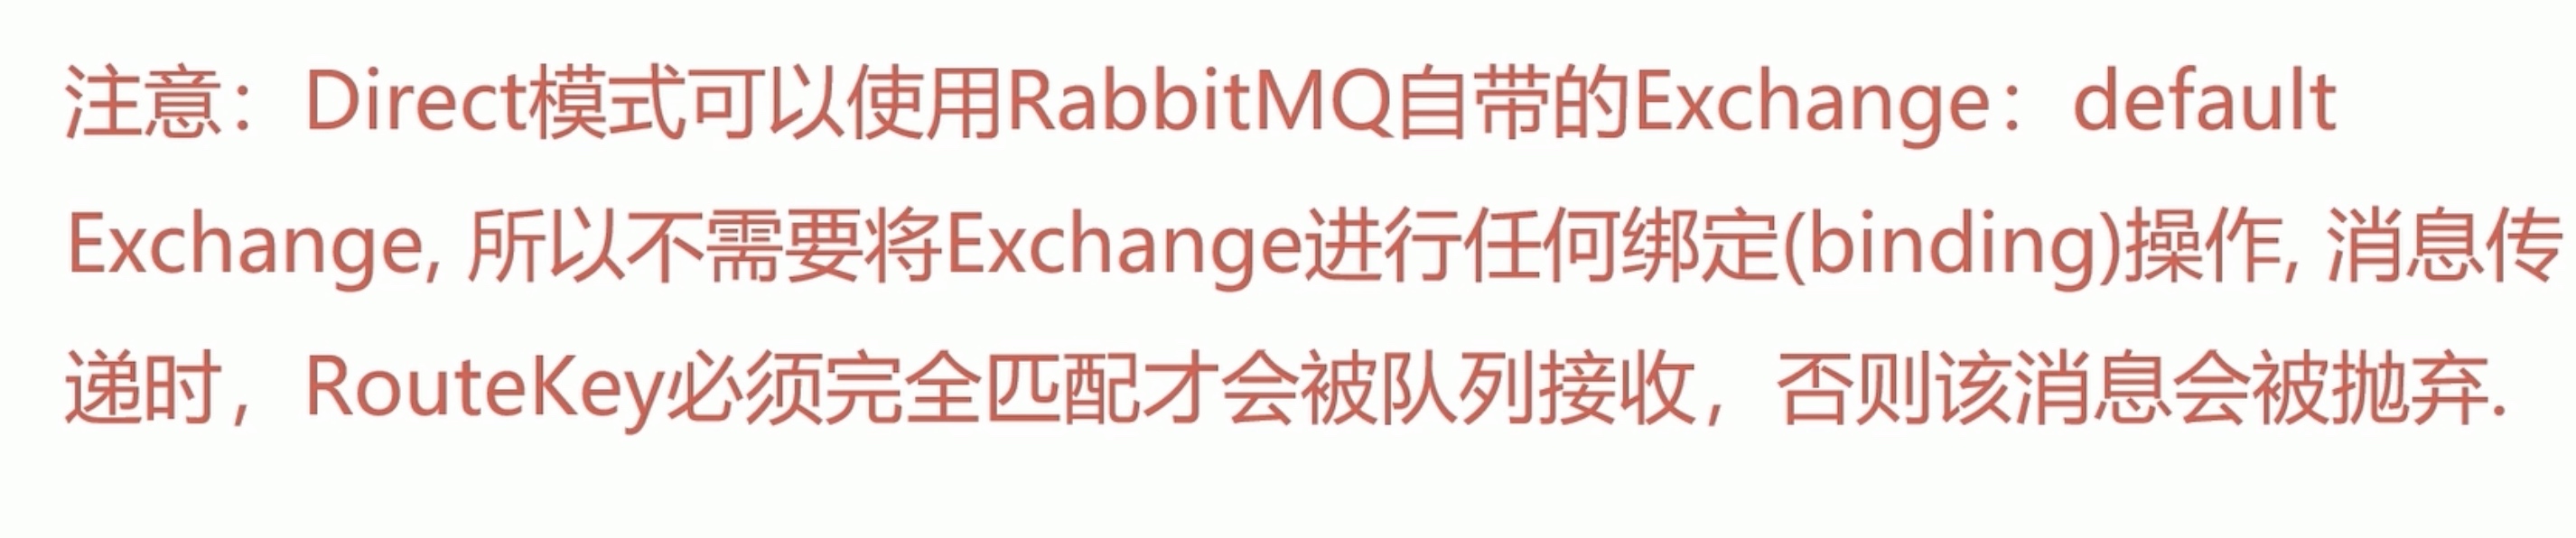 注意：Direct模式可以使用RabbitMQ自带的Exchange：default
Exchange, 所以不需要将Exchange进行任何绑定(binding)操作, 消息传
递时，RouteKey必须完全匹配才会被队列接收，否则该消息会被抛弃.